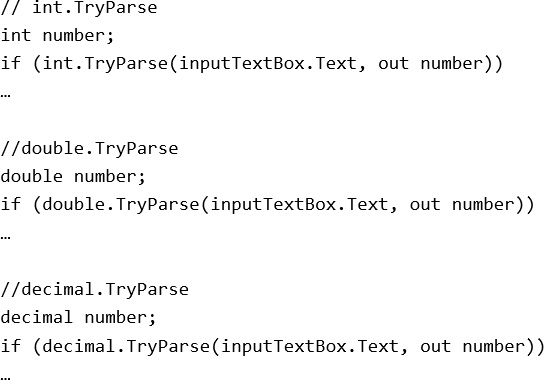 // int.TryParse
int number;
if (int.TryParse(inputTextBox.Text, out number))
…
//double.TryParse
double number;
if (double.TryParse(inputTextBox.Text, out number))
…
//decimal.TryParse
decimal number;
if (decimal.TryParse(inputTextBox.Text, out number))
…